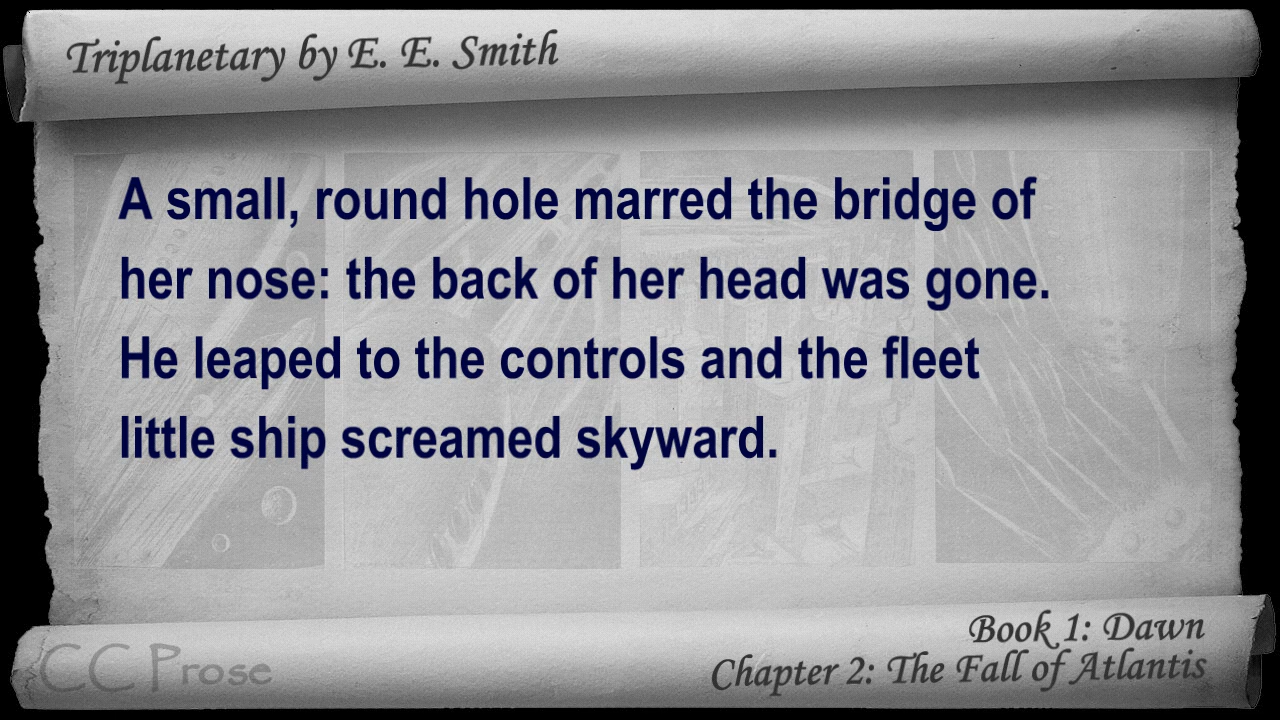 Triplanetary by E. E. Smith
A small, round hole marred the bridge of
her nose: the back of her head was gone.
He leaped to the controls and the fleet
little ship screamed skyward.
Book 1: Dawn
Chapter 2: The Fall of Atlantis
CC Prose